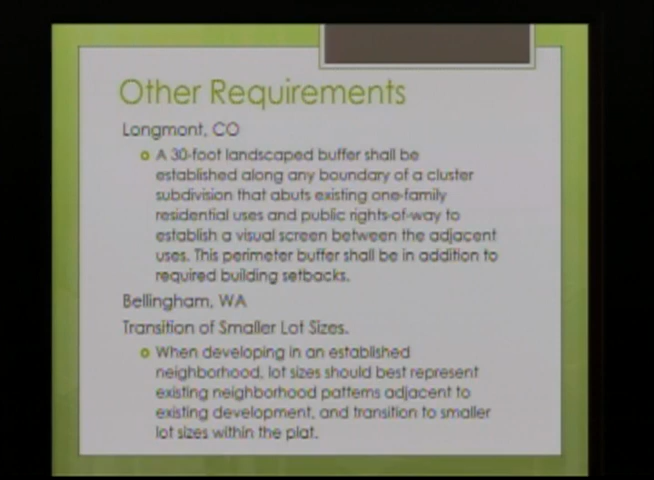 Other Requirements
Longmont, CO
A 30-foot landscaped buffer shall be
established along any boundary of a cluster
subdivision that abuts existing one-family
residential uses and public rights-of-way to
establish a visual screen between the adjacent
uses. This perimeter buffer shall be in addition to
required building setbacks.
Bellingham, WA
Transition of Smaller Lot Sizes.
When developing in an established
neighborhood, lot sizes should best represent
existing neighborhood patterns adjacent to
existing development, and transition to smaller
lot sizes within the plat.